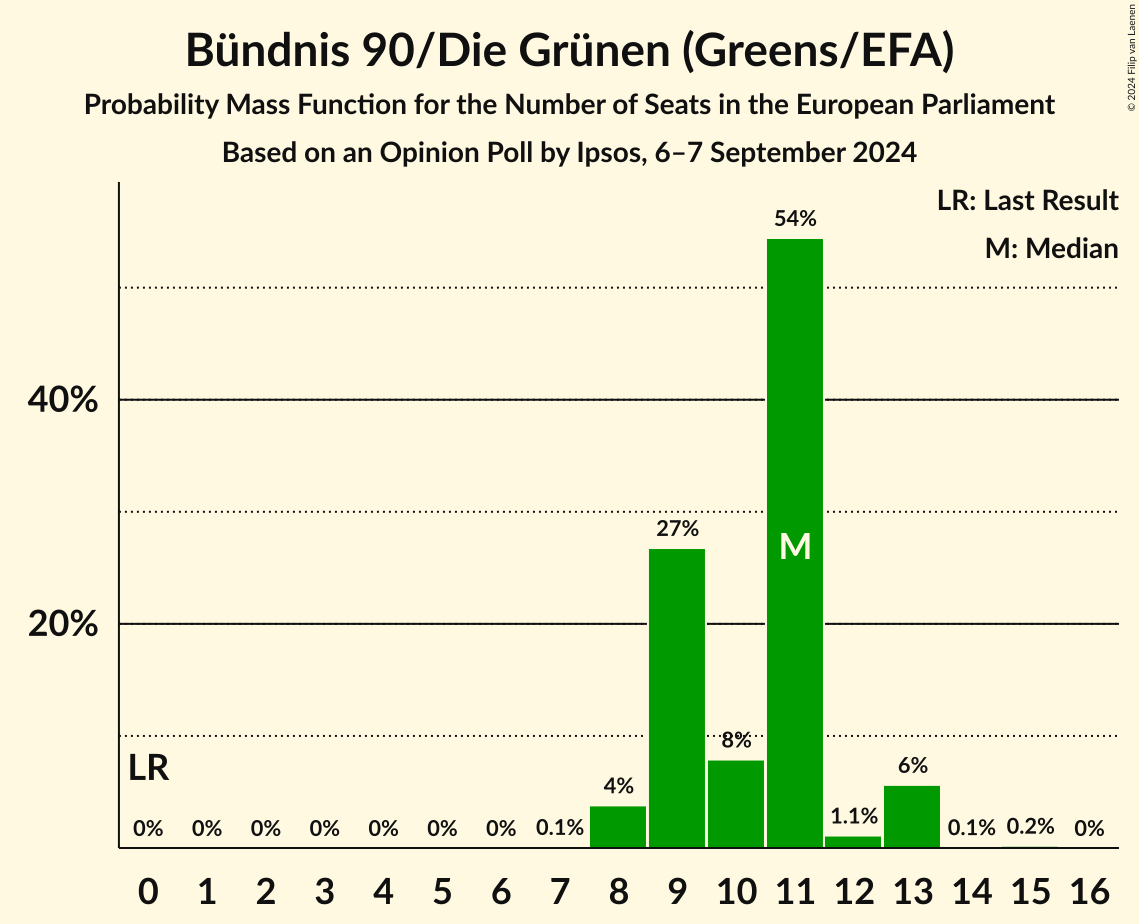 Bündnis 90/Die Grünen (Greens/EFA)
Probability Mass Function for the Number of Seats in the European Parliament
Based on an Opinion Poll by Ipsos, 6–7 September 2024
© 2024 Filip van Laenen
LR: Last Result
M: Median
54%
40%
27%
M
20%
LR
8%
6%
4%
0% 0% 0% 0% 0% 0% 0% 0.1% 1.1% 0.1% 0.2% 0%
0 1 2 3 4 5 6 7 8 9 10 11 12 13 14 15 16